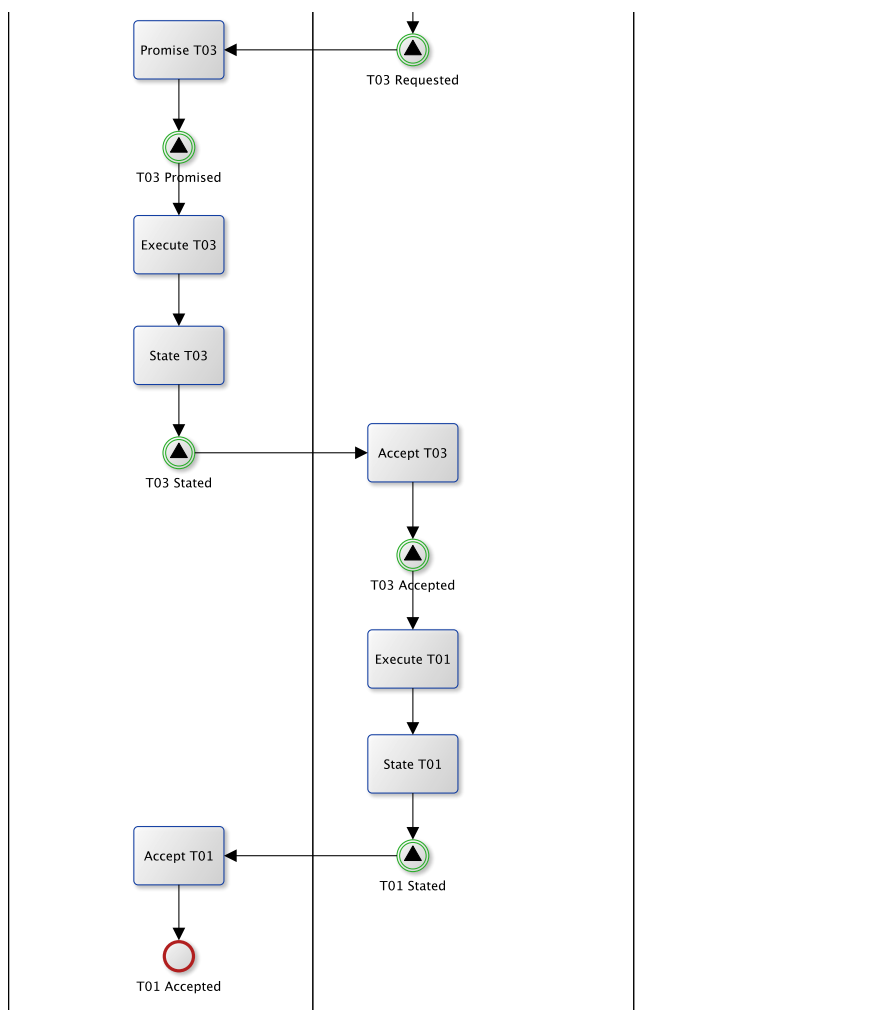 Promise T03
T03 Requested
T03 Promised
Execute T03
State T03
T03 Stated
Accept T03
T03 Accepted
Execute T01
State T01
T01 Stated
Accept T01
T01 Accepted